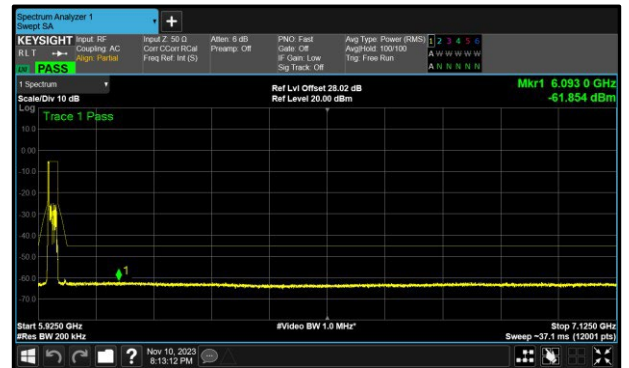 Spectrum Analyzer 1
Swept SA
+
KEYSIGHT Input: RF Input Z: 50 Ω Atten: 6 dB PNO: Fast Avg Type: Power (RMS) 1 2 3 4 5 6
RLT Coupling: AC Corr CCorr RCal Preamp: Off Gate: Off Avg|Hold: 100/100 A W W W W W
Align: Partial Freq Ref: Int (S) IF Gain: Low Trig: Free Run
PASS Sig Track: Off A N N N N N
1 Spectrum Ref Lvl Offset 28.02 dB Mkr1 6.093 0 GHz
Scale/Div 10 dB Ref Level 20.00 dBm -61.854 dBm
Log
Trace 1 Pass
10.0
0.00
-10.0
-20.0
-30.0
-40.0
-50.0
1
-60.0
-70.0
Start 5.9250 GHz #Video BW 1.0 MHz* Stop 7.1250 GHz
#Res BW 200 kHz Sweep ~37.1 ms (12001 pts)
? Nov 10, 2023
8:13:12 PM